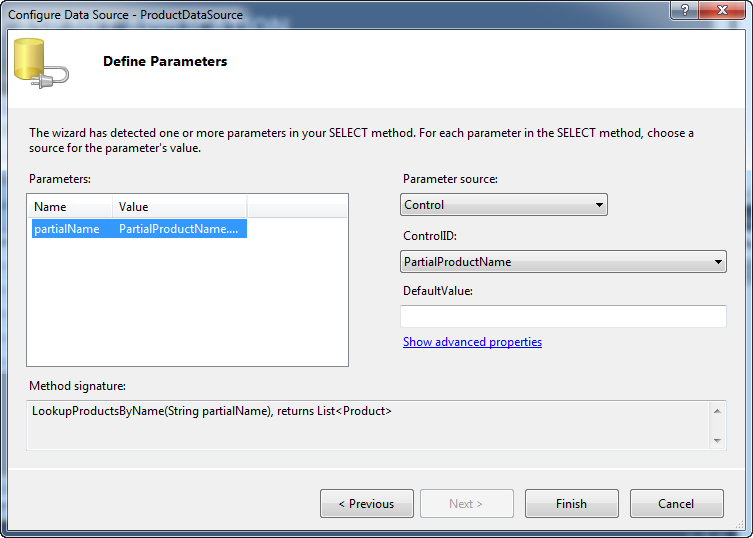 Configure Data Source - ProductDataSource
Define Parameters
The wizard has detected one or more parameters in your SELECT method. For each parameter in the SELECT method, choose a
source for the parameter's value.
Parameters:
Name Value
partialName PartialProductName....
Parameter source:
Control
ControlID:
PartialProductName
DefaultValue:
Show advanced properties
Method signature:
LookupProductsByName(String partialName), returns List<Product>
< Previous Next > Finish Cancel